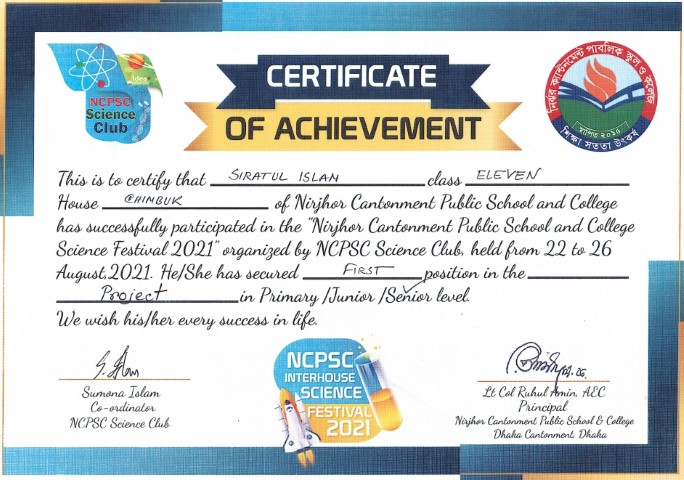 Idea
NCPSC
Science
Club
CERTIFICATE
OF ACHIEVEMENT
নির্ঝর ক্যান্টনমেন্ট পাবলিক স্কুল ও কলেজ
স্থাপিত ২০১৫
শিক্ষা সততা উৎকর্ষ
This is to certify that SIRATUL ISLAM class ELEVEN
House CHIMBUK of Nirjhor Cantonment Public School and College
has successfully participated in the "Nirjhor Cantonment Public School and College
Science Festival 2021" organized by NCPSC Science Club, held from 22 to 26
August,2021. He/She has secured FIRST position in the
Project in Primary /Junior /Senior level.
We wish his/her every success in life.
Sumona Islam
Co-ordinator
NCPSC Science Club
NCPSC
INTERHOUSE
SCIENCE
FESTIVAL
2021
Lt Col Ruhul Amin, AEC
Principal
Nirjhor Cantonment Public School & College
Dhaka Cantonment, Dhaka